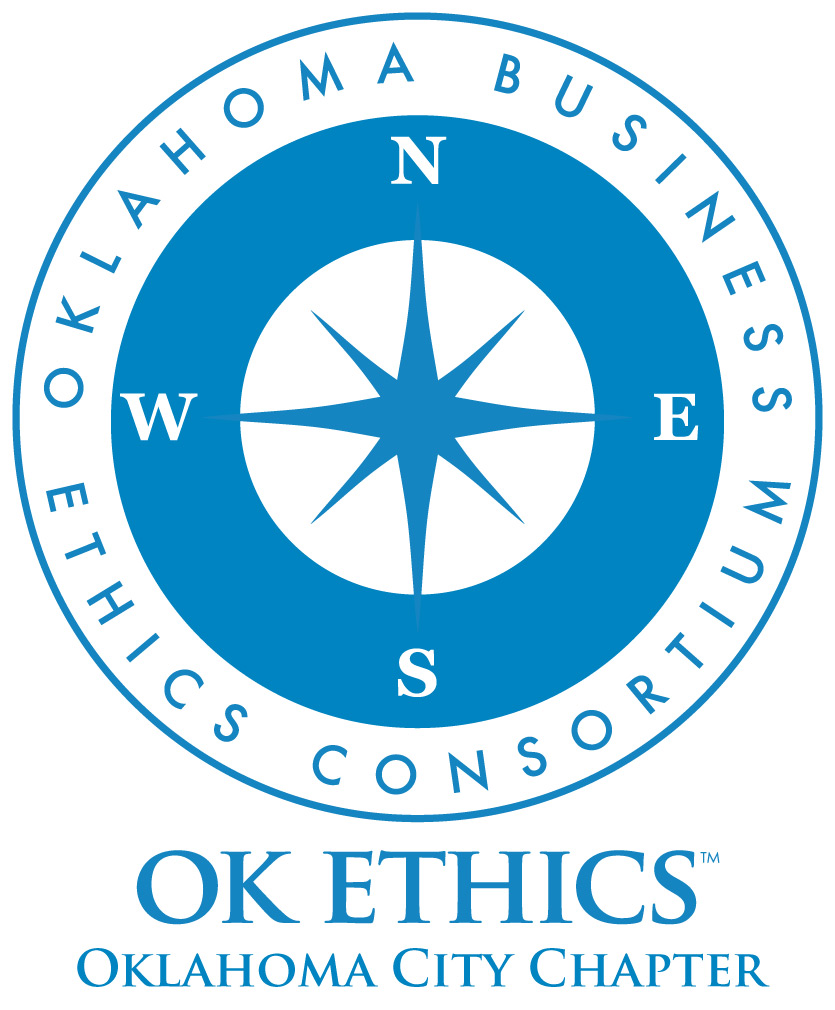 OKLAHOMA BUSINESS
ETHICS CONSORTIUM
N
W
E
S
OK ETHICS™
OKLAHOMA CITY CHAPTER